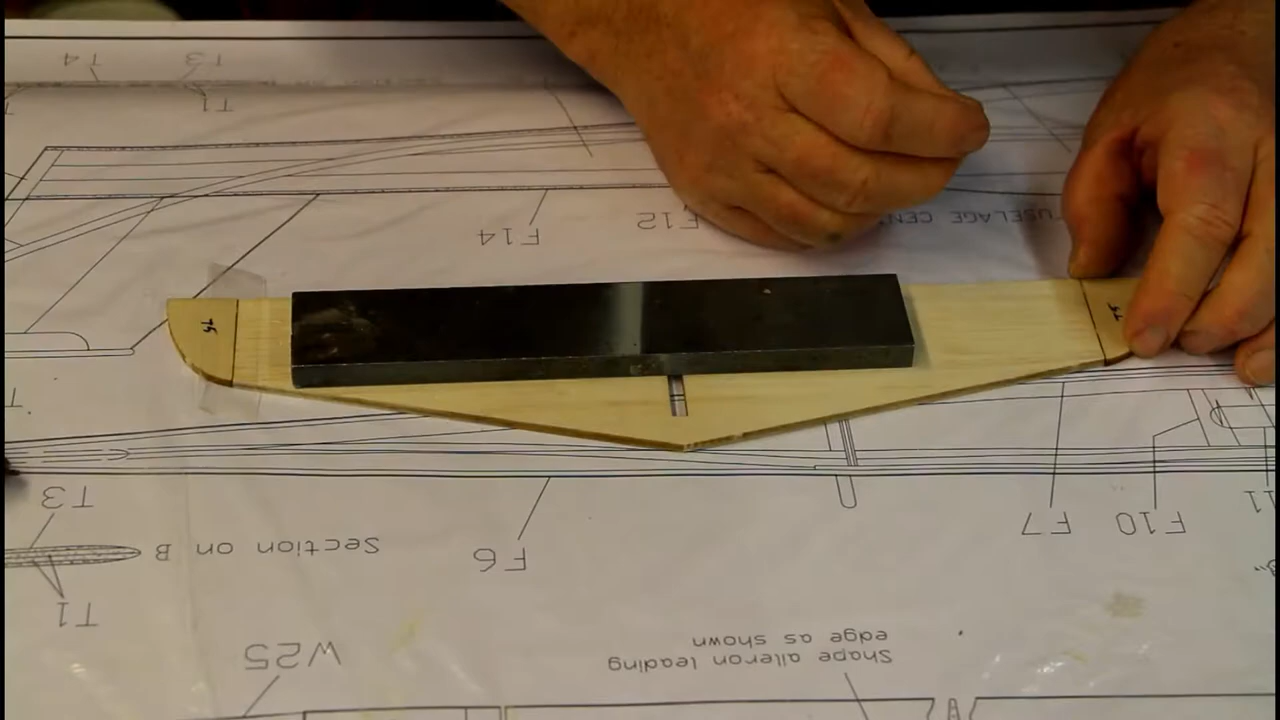 T4
T3
T1
F14
F12
USELAGE CEN
T5
T3
F6
F7
F10
Section on B
T1
W25
Shape aileron leading
edge as shown